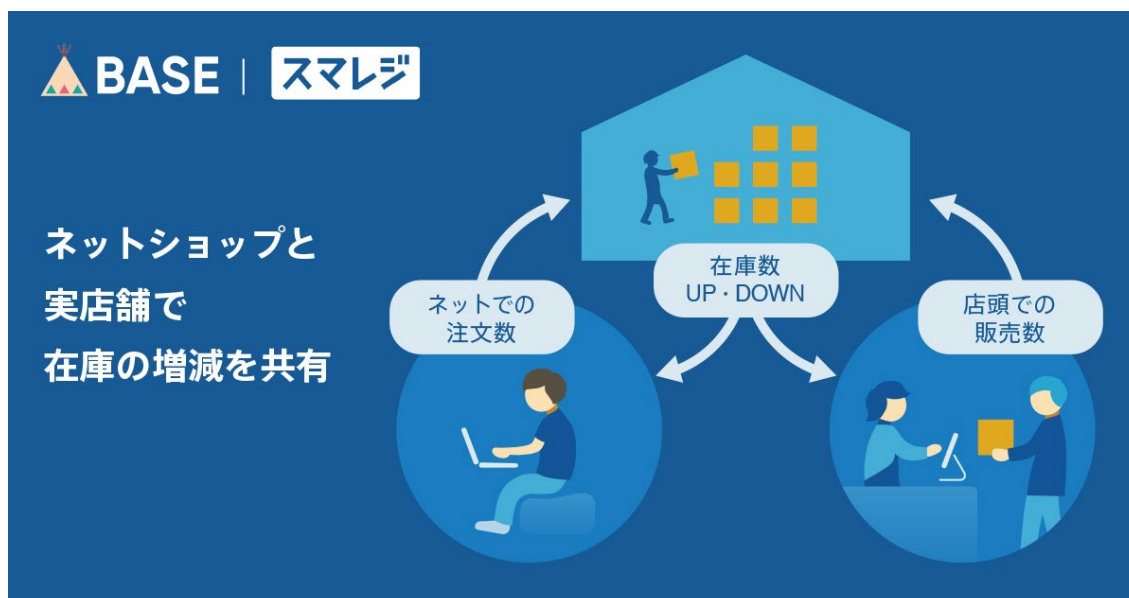 BASE | スマレジ
ネットショップと
実店舗で
在庫の増減を共有
在庫数
UP・DOWN
ネットでの
注文数
店頭での
販売数